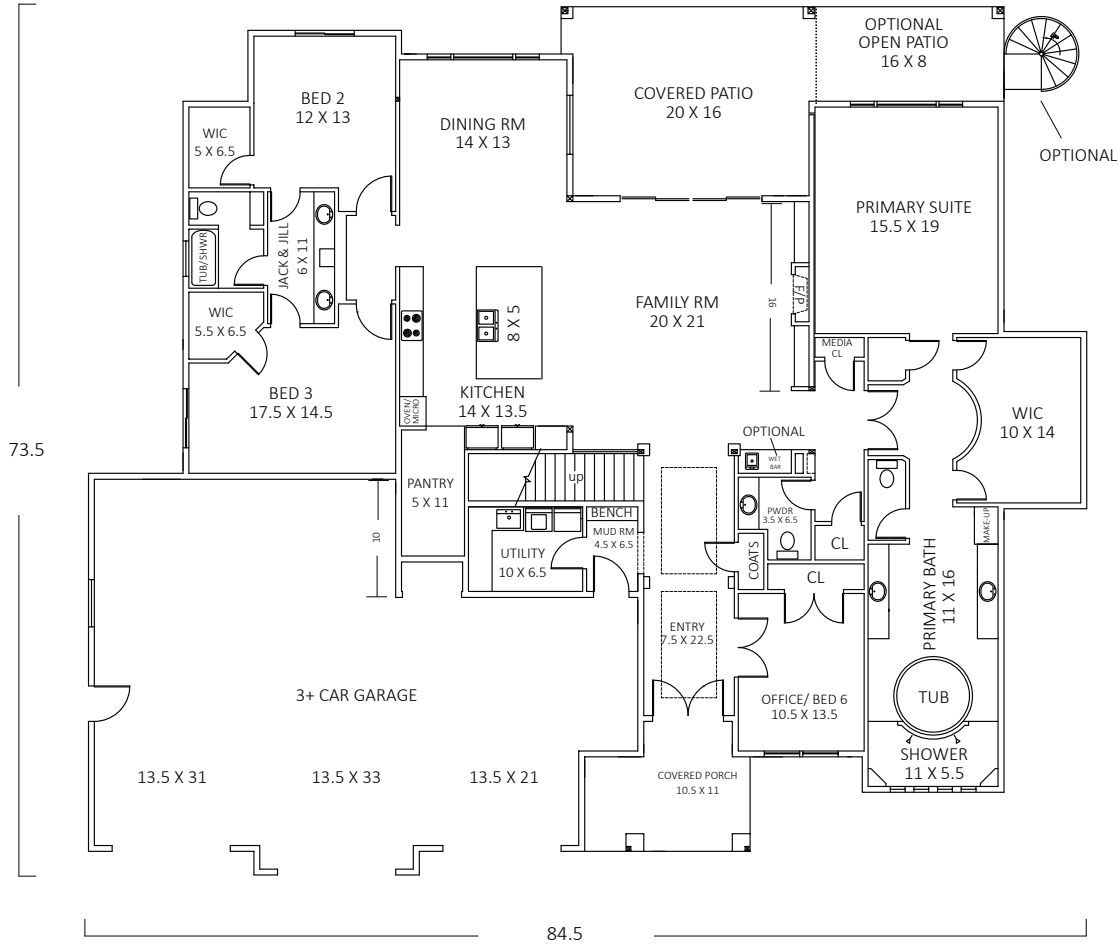 OPTIONAL
OPEN PATIO
16 X 8
COVERED PATIO
20 X 16
OPTIONAL
BED 2
12 X 13
WIC
5 X 6.5
DINING RM
14 X 13
PRIMARY SUITE
15.5 X 19
TUB/SHWR
JACK & JILL
6 X 11
WIC
5.5 X 6.5
8 X 5
FAMILY RM
20 X 21
16
F/P
MEDIA
CL
BED 3
17.5 X 14.5
OVEN/
MICRO
KITCHEN
14 X 13.5
WIC
10 X 14
OPTIONAL
WET
BAR
73.5
PANTRY
5 X 11
up
BENCH
MUD RM
4.5 X 6.5
UTILITY
10 X 6.5
10
PWDR
3.5 X 6.5
COATS
CL
CL
MAKE-UP
PRIMARY BATH
11 X 16
ENTRY
7.5 X 22.5
OFFICE/ BED 6
10.5 X 13.5
TUB
SHOWER
11 X 5.5
3+ CAR GARAGE
13.5 X 31
13.5 X 33
13.5 X 21
COVERED PORCH
10.5 X 11
84.5